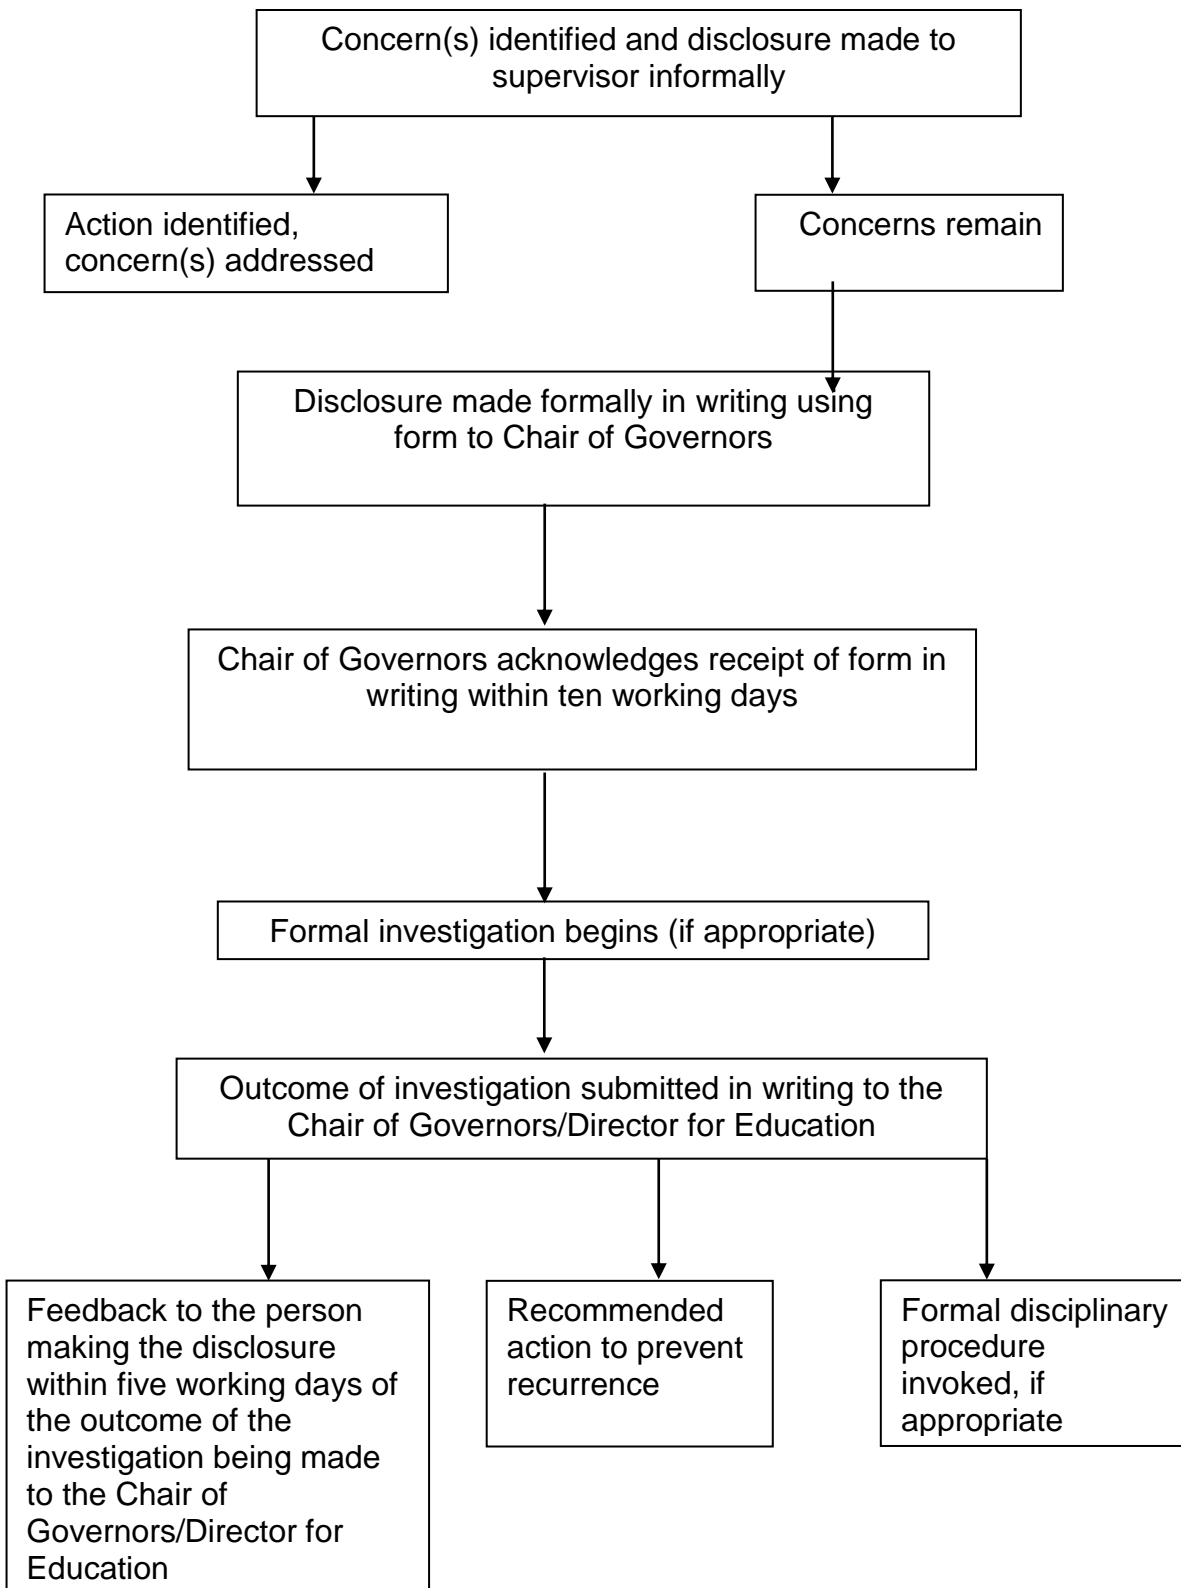 Concern(s) identified and disclosure made to
supervisor informally
Action identified,
concern(s) addressed
Concerns remain
Disclosure made formally in writing using
form to Chair of Governors
Chair of Governors acknowledges receipt of form in
writing within ten working days
Formal investigation begins (if appropriate)
Outcome of investigation submitted in writing to the
Chair of Governors/Director for Education
Feedback to the person
making the disclosure
within five working days of
the outcome of the
investigation being made
to the Chair of
Governors/Director for
Education
Recommended
action to prevent
recurrence
Formal disciplinary
procedure
invoked, if
appropriate